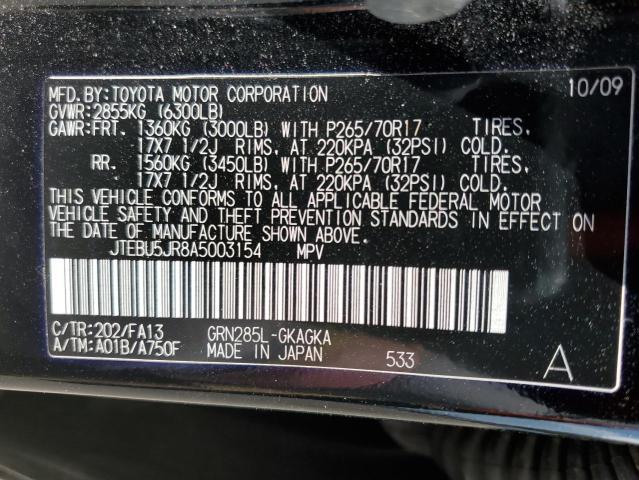 MFD.BY:TOYOTA MOTOR CORPORATION 10/09
GVWR:2855KG (6300LB)
GAWR:FRT. 1360KG (3000LB) WITH P265/70R17 TIRES,
17X7 1/2J RIMS, AT 220KPA (32PSI) COLD.
RR. 1560KG (3450LB) WITH P265/70R17 TIRES,
17X7 1/2J RIMS, AT 220KPA (32PSI) COLD.
THIS VEHICLE CONFORMS TO ALL APPLICABLE FEDERAL MOTOR
VEHICLE SAFETY AND THEFT PREVENTION STANDARDS IN EFFECT ON
THE DATE OF MANUFACTURE SHOWN ABOVE.
JTEBU5JR8A5003154 MPV
C/TR:202/FA13 GRN285L-GKAGKA
A/TM:A01B/A750F MADE IN JAPAN 533 A